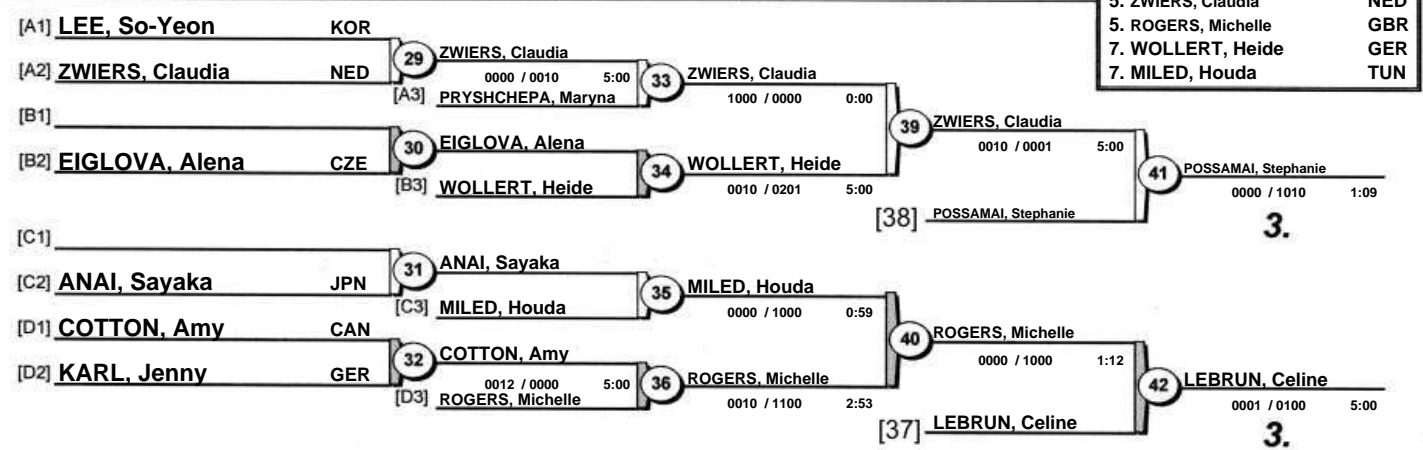 5. ZWIERS, Claudia NED
5. ROGERS, Michelle GBR
7. WOLLERT, Heide GER
7. MILED, Houda TUN
[A1] LEE, So-Yeon KOR
29 ZWIERS, Claudia
[A2] ZWIERS, Claudia NED
0000 / 0010 5:00
[A3] PRYSHCHEPA, Maryna
33 ZWIERS, Claudia
1000 / 0000 0:00
[B1]
30 EIGLOVA, Alena
[B2] EIGLOVA, Alena CZE
[B3] WOLLERT, Heide
34 WOLLERT, Heide
0010 / 0201 5:00
39 ZWIERS, Claudia
0010 / 0001 5:00
[38] POSSAMAI, Stephanie
41 POSSAMAI, Stephanie
0000 / 1010 1:09
3.
[C1]
31 ANAI, Sayaka
[C2] ANAI, Sayaka JPN
[C3] MILED, Houda
35 MILED, Houda
0000 / 1000 0:59
[D1] COTTON, Amy CAN
32 COTTON, Amy
[D2] KARL, Jenny GER
0012 / 0000 5:00
[D3] ROGERS, Michelle
36 ROGERS, Michelle
0010 / 1100 2:53
40 ROGERS, Michelle
0000 / 1000 1:12
[37] LEBRUN, Celine
42 LEBRUN, Celine
0001 / 0100 5:00
3.